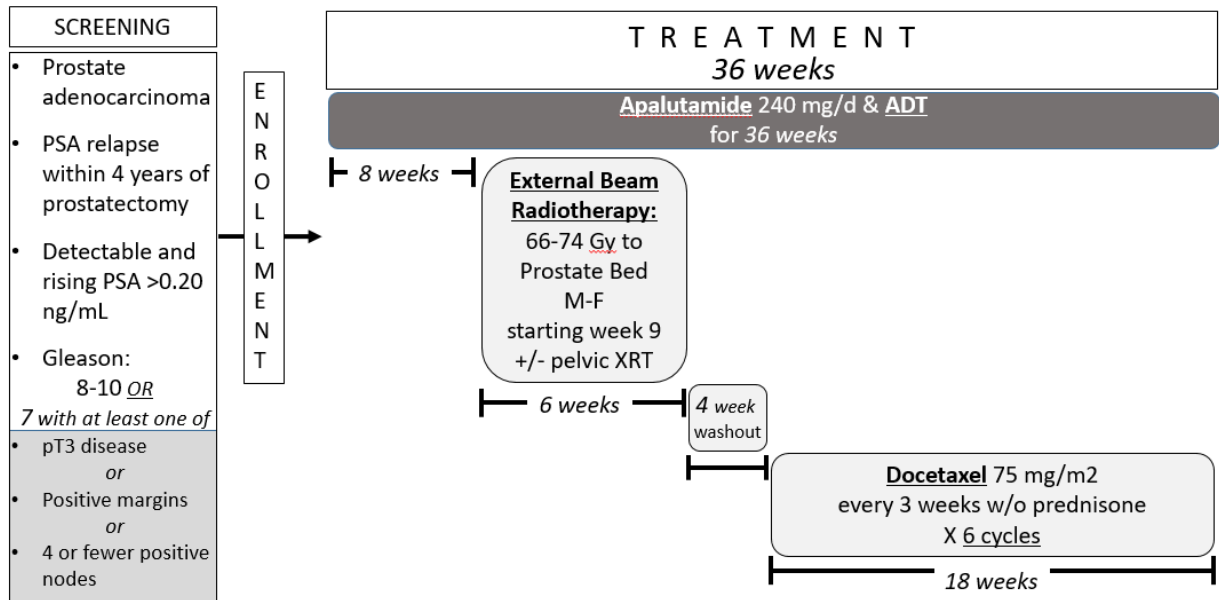 SCREENING
• Prostate
adenocarcinoma
• PSA relapse
within 4 years of
prostatectomy
• Detectable and
rising PSA >0.20
ng/mL
• Gleason:
8-10 OR
7 with at least one of
• pT3 disease
or
• Positive margins
or
• 4 or fewer positive
nodes
E
N
R
O
L
L
M
E
N
T
T R E A T M E N T
36 weeks
Apalutamide 240 mg/d & ADT
for 36 weeks
8 weeks
External Beam
Radiotherapy:
66-74 Gy to
Prostate Bed
M-F
starting week 9
+/- pelvic XRT
6 weeks
4 week
washout
Docetaxel 75 mg/m2
every 3 weeks w/o prednisone
X 6 cycles
18 weeks